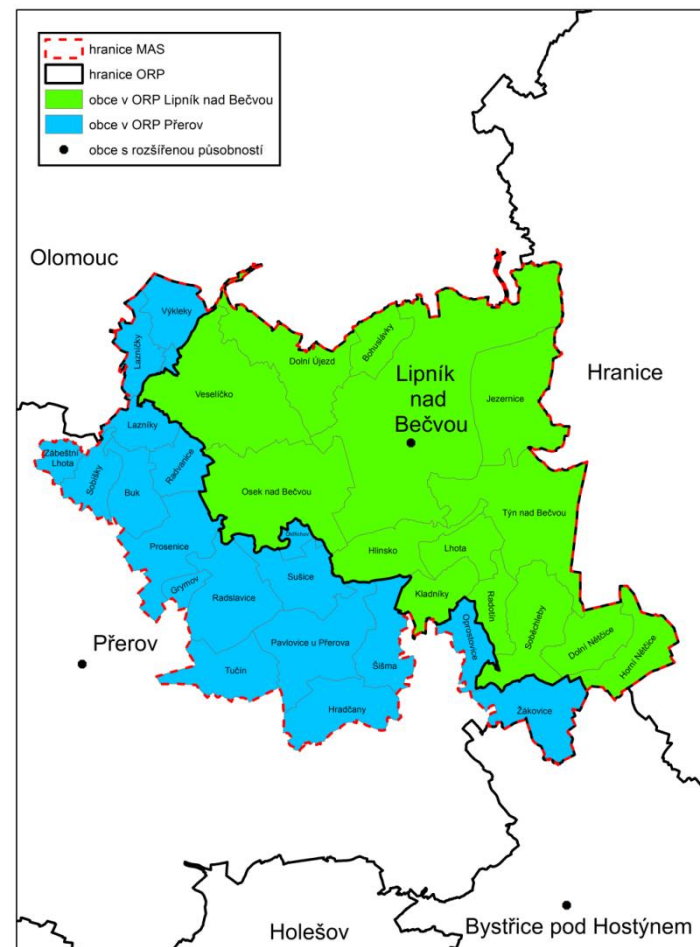 hranice MAS
hranice ORP
obce v ORP Lipník nad Bečvou
obce v ORP Přerov
obce s rozšířenou působností
Olomouc
Výkleky
Lazníčky
Bohuslávky
Dolní Újezd
Hranice
Lipník
nad
Bečvou
Veselíčko
Jezernice
Lazníky
Zábeštní
Lhota
Sobíšky
Radvanice
Buk
Osek nad Bečvou
Týn nad Bečvou
Prosenice
Hlinsko
Lhota
Sušice
Grymov
Radslavice
Kladníky
Radotín
Soběchleby
Oprostovice
Dolní Nětčice
Horní Nětčice
Přerov
Pavlovice u Přerova
Tučín
Šišma
Hradčany
Žákovice
Holešov
Bystřice pod Hostýnem